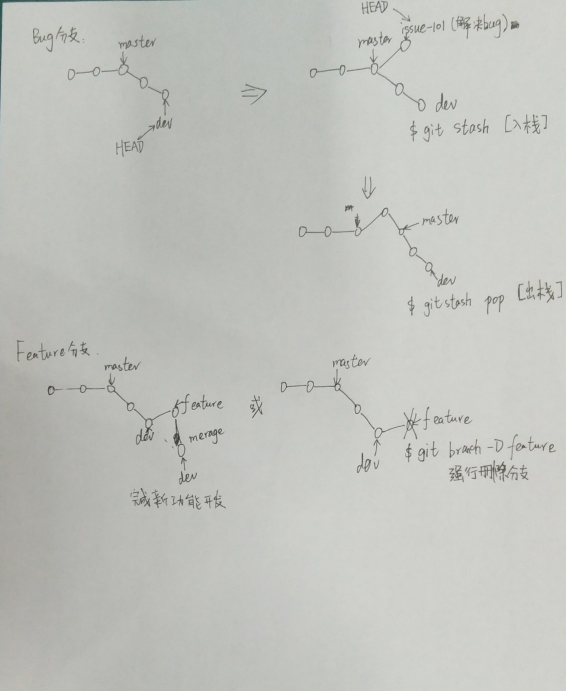 Bug分支.
master
dev
HEAD
HEAD
issue-101 (解决bug)
master
dev
$ git stash [入栈]
master
dev
$ git stash pop [出栈]
Feature分支.
master
feature
dev
merage
dev
完成新功能开发
或
master
feature
dev
$ git branch -D feature
强行删除分支